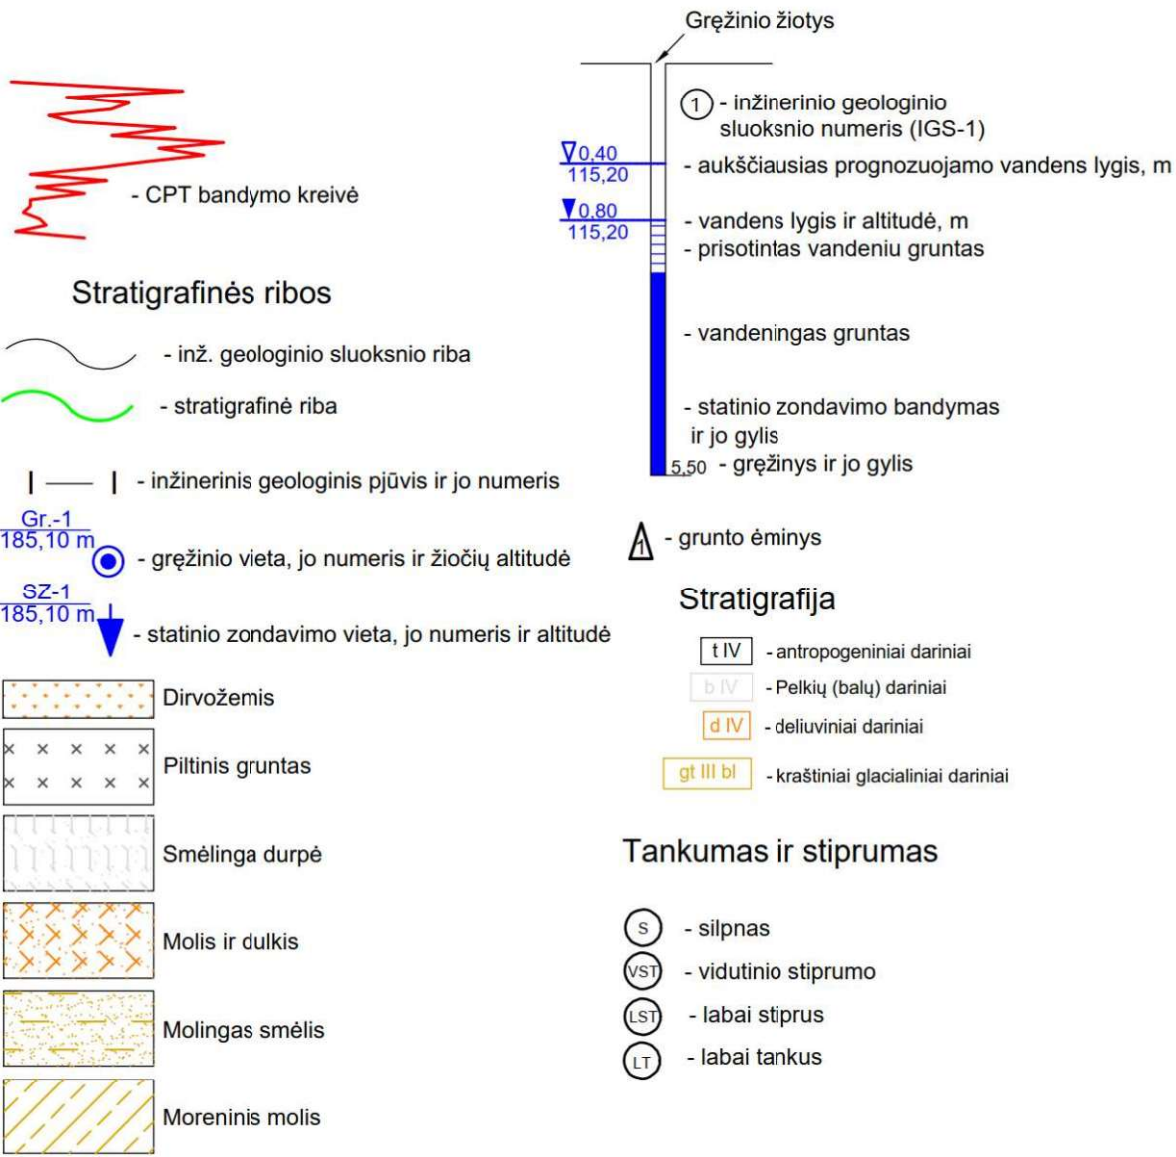 Gręžinio žiotys
1 - inžinerinio geologinio
sluoksnio numeris (IGS-1)
0,40
115,20
- aukščiausias prognozuojamo vandens lygis, m
0,80
115,20
- vandens lygis ir altitudė, m
- prisotintas vandeniu gruntas
- vandeningas gruntas
- statinio zondavimo bandymas
ir jo gylis
5,50 - gręžinys ir jo gylis
1 - grunto ėminys
- CPT bandymo kreivė
Stratigrafinės ribos
- inž. geologinio sluoksnio riba
- stratigrafinė riba
I — I - inžinerinis geologinis pjūvis ir jo numeris
Gr.-1
185,10 m
- gręžinio vieta, jo numeris ir žiočių altitudė
SZ-1
185,10 m
- statinio zondavimo vieta, jo numeris ir altitudė
Dirvožemis
Piltinis gruntas
Smėlinga durpė
Molis ir dulkis
Molingas smėlis
Moreninis molis
Stratigrafija
t IV - antropogeniniai dariniai
b IV - Pelkių (balų) dariniai
d IV - deliuviniai dariniai
gt III bl - kraštiniai glacialiniai dariniai
Tankumas ir stiprumas
S - silpnas
VST - vidutinio stiprumo
LST - labai stiprus
LT - labai tankus